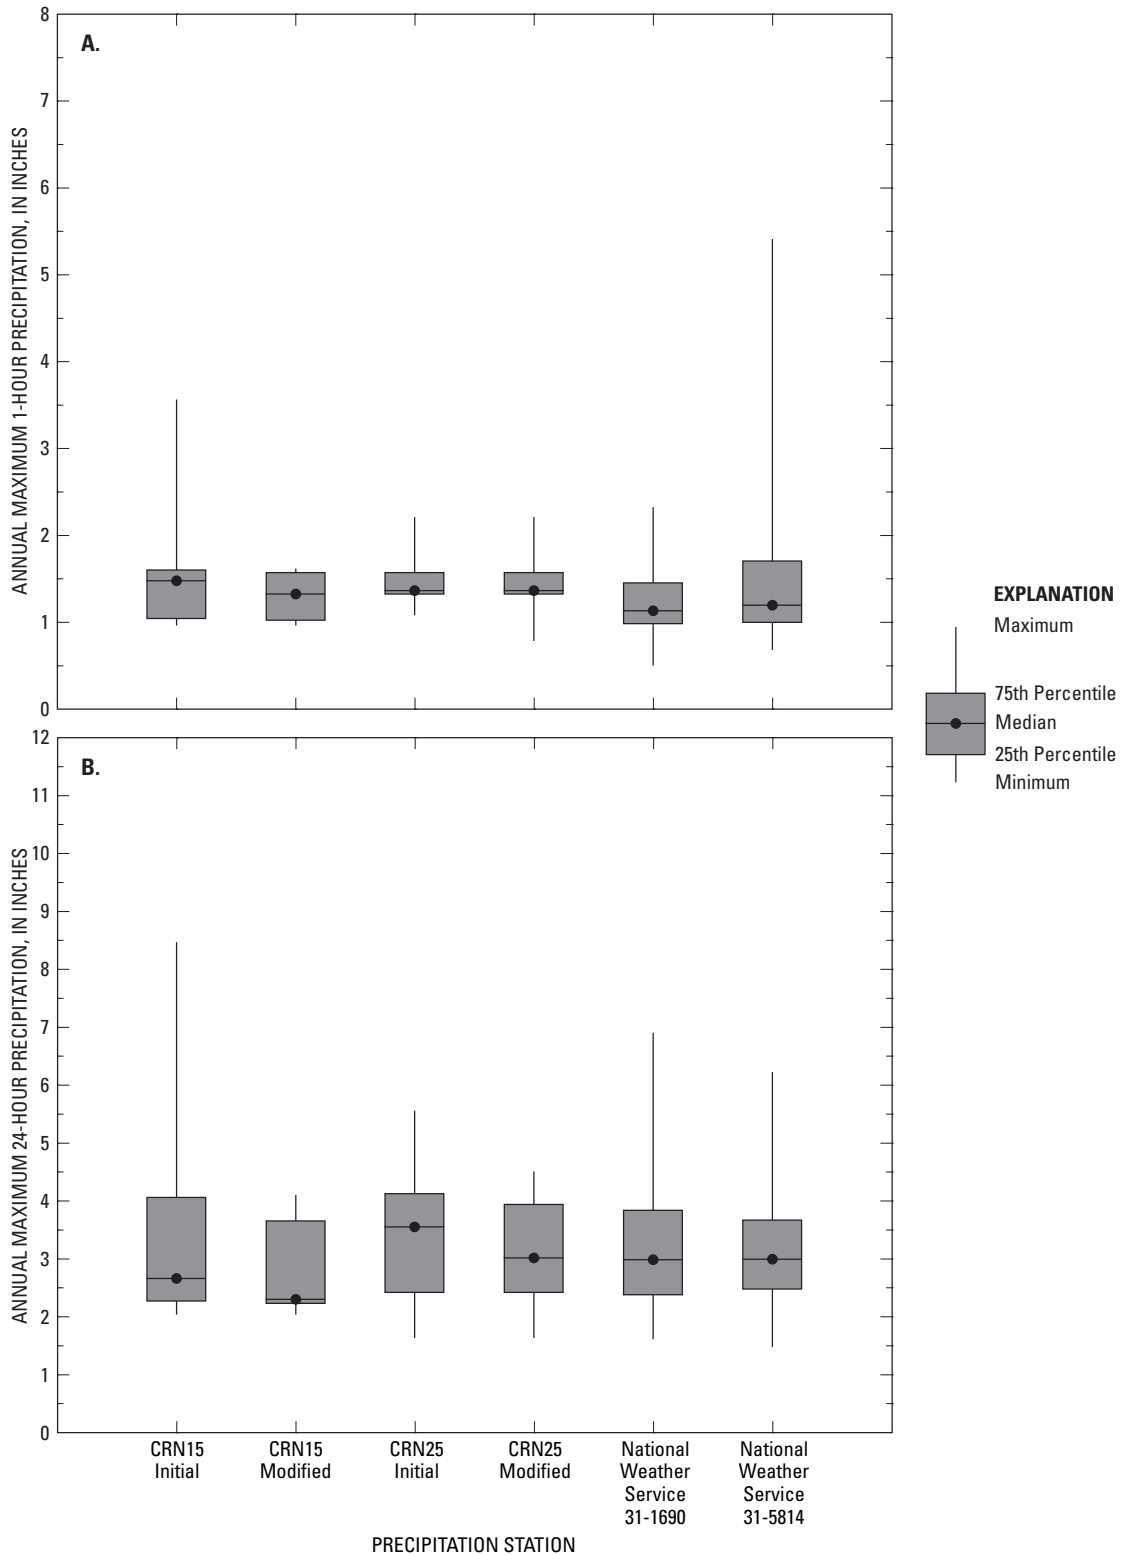 A.
8
7
6
5
4
3
2
1
0
ANNUAL MAXIMUM 1-HOUR PRECIPITATION, IN INCHES
EXPLANATION
Maximum
75th Percentile
Median
25th Percentile
Minimum
B.
12
11
10
9
8
7
6
5
4
3
2
1
0
ANNUAL MAXIMUM 24-HOUR PRECIPITATION, IN INCHES
CRN15
Initial
CRN15
Modified
CRN25
Initial
CRN25
Modified
National
Weather
Service
31-1690
National
Weather
Service
31-5814
PRECIPITATION STATION